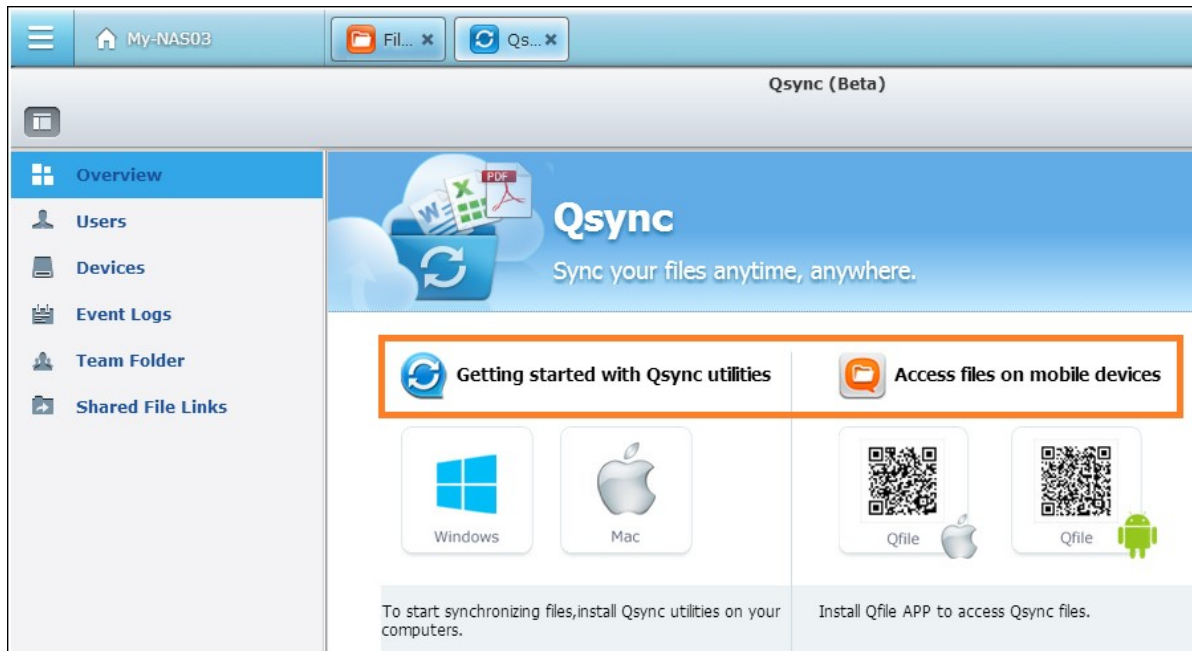 My-NAS03
Fil...
Qs...
Qsync (Beta)
Overview
Users
Devices
Event Logs
Team Folder
Shared File Links
W
X
PDF
Qsync
Sync your files anytime, anywhere.
Getting started with Qsync utilities
Access files on mobile devices
Windows
Mac
Qfile
Qfile
To start synchronizing files,install Qsync utilities on your
computers.
Install Qfile APP to access Qsync files.